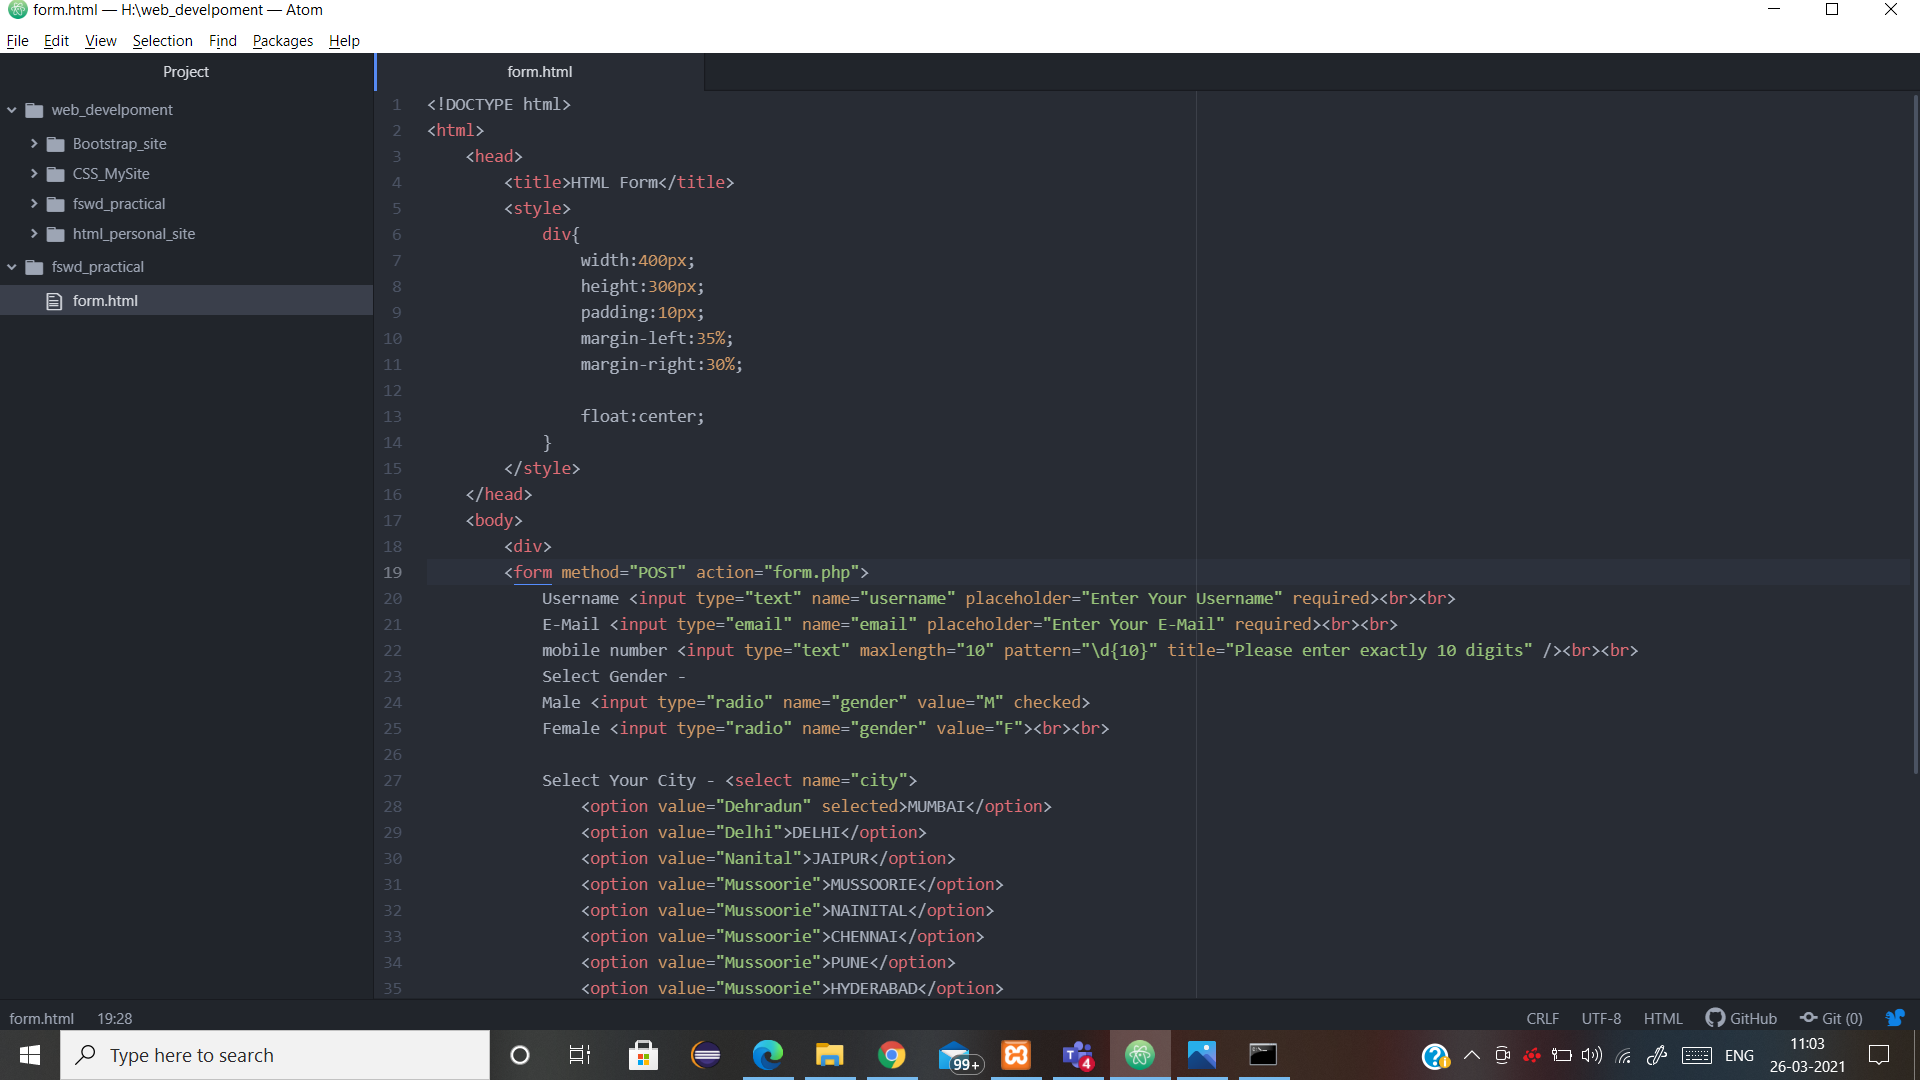 form.html — H:\web_develpoment — Atom
File Edit View Selection Find Packages Help
Project
web_develpoment
Bootstrap_site
CSS_MySite
fswd_practical
html_personal_site
fswd_practical
form.html
form.html
1 <!DOCTYPE html>
2 <html>
3 <head>
4 <title>HTML Form</title>
5 <style>
6 div{
7 width:400px;
8 height:300px;
9 padding:10px;
10 margin-left:35%;
11 margin-right:30%;
12
13 float:center;
14 }
15 </style>
16 </head>
17 <body>
18 <div>
19 <form method="POST" action="form.php">
20 Username <input type="text" name="username" placeholder="Enter Your Username" required><br><br>
21 E-Mail <input type="email" name="email" placeholder="Enter Your E-Mail" required><br><br>
22 mobile number <input type="text" maxlength="10" pattern="\d{10}" title="Please enter exactly 10 digits" /><br><br>
23 Select Gender -
24 Male <input type="radio" name="gender" value="M" checked>
25 Female <input type="radio" name="gender" value="F"><br><br>
26
27 Select Your City - <select name="city">
28 <option value="Dehradun" selected>MUMBAI</option>
29 <option value="Delhi">DELHI</option>
30 <option value="Nanital">JAIPUR</option>
31 <option value="Mussoorie">MUSSOORIE</option>
32 <option value="Mussoorie">NAINITAL</option>
33 <option value="Mussoorie">CHENNAI</option>
34 <option value="Mussoorie">PUNE</option>
35 <option value="Mussoorie">HYDERABAD</option>
form.html 19:28 CRLF UTF-8 HTML GitHub Git (0)
Type here to search 99+ 4 ENG 11:03
26-03-2021